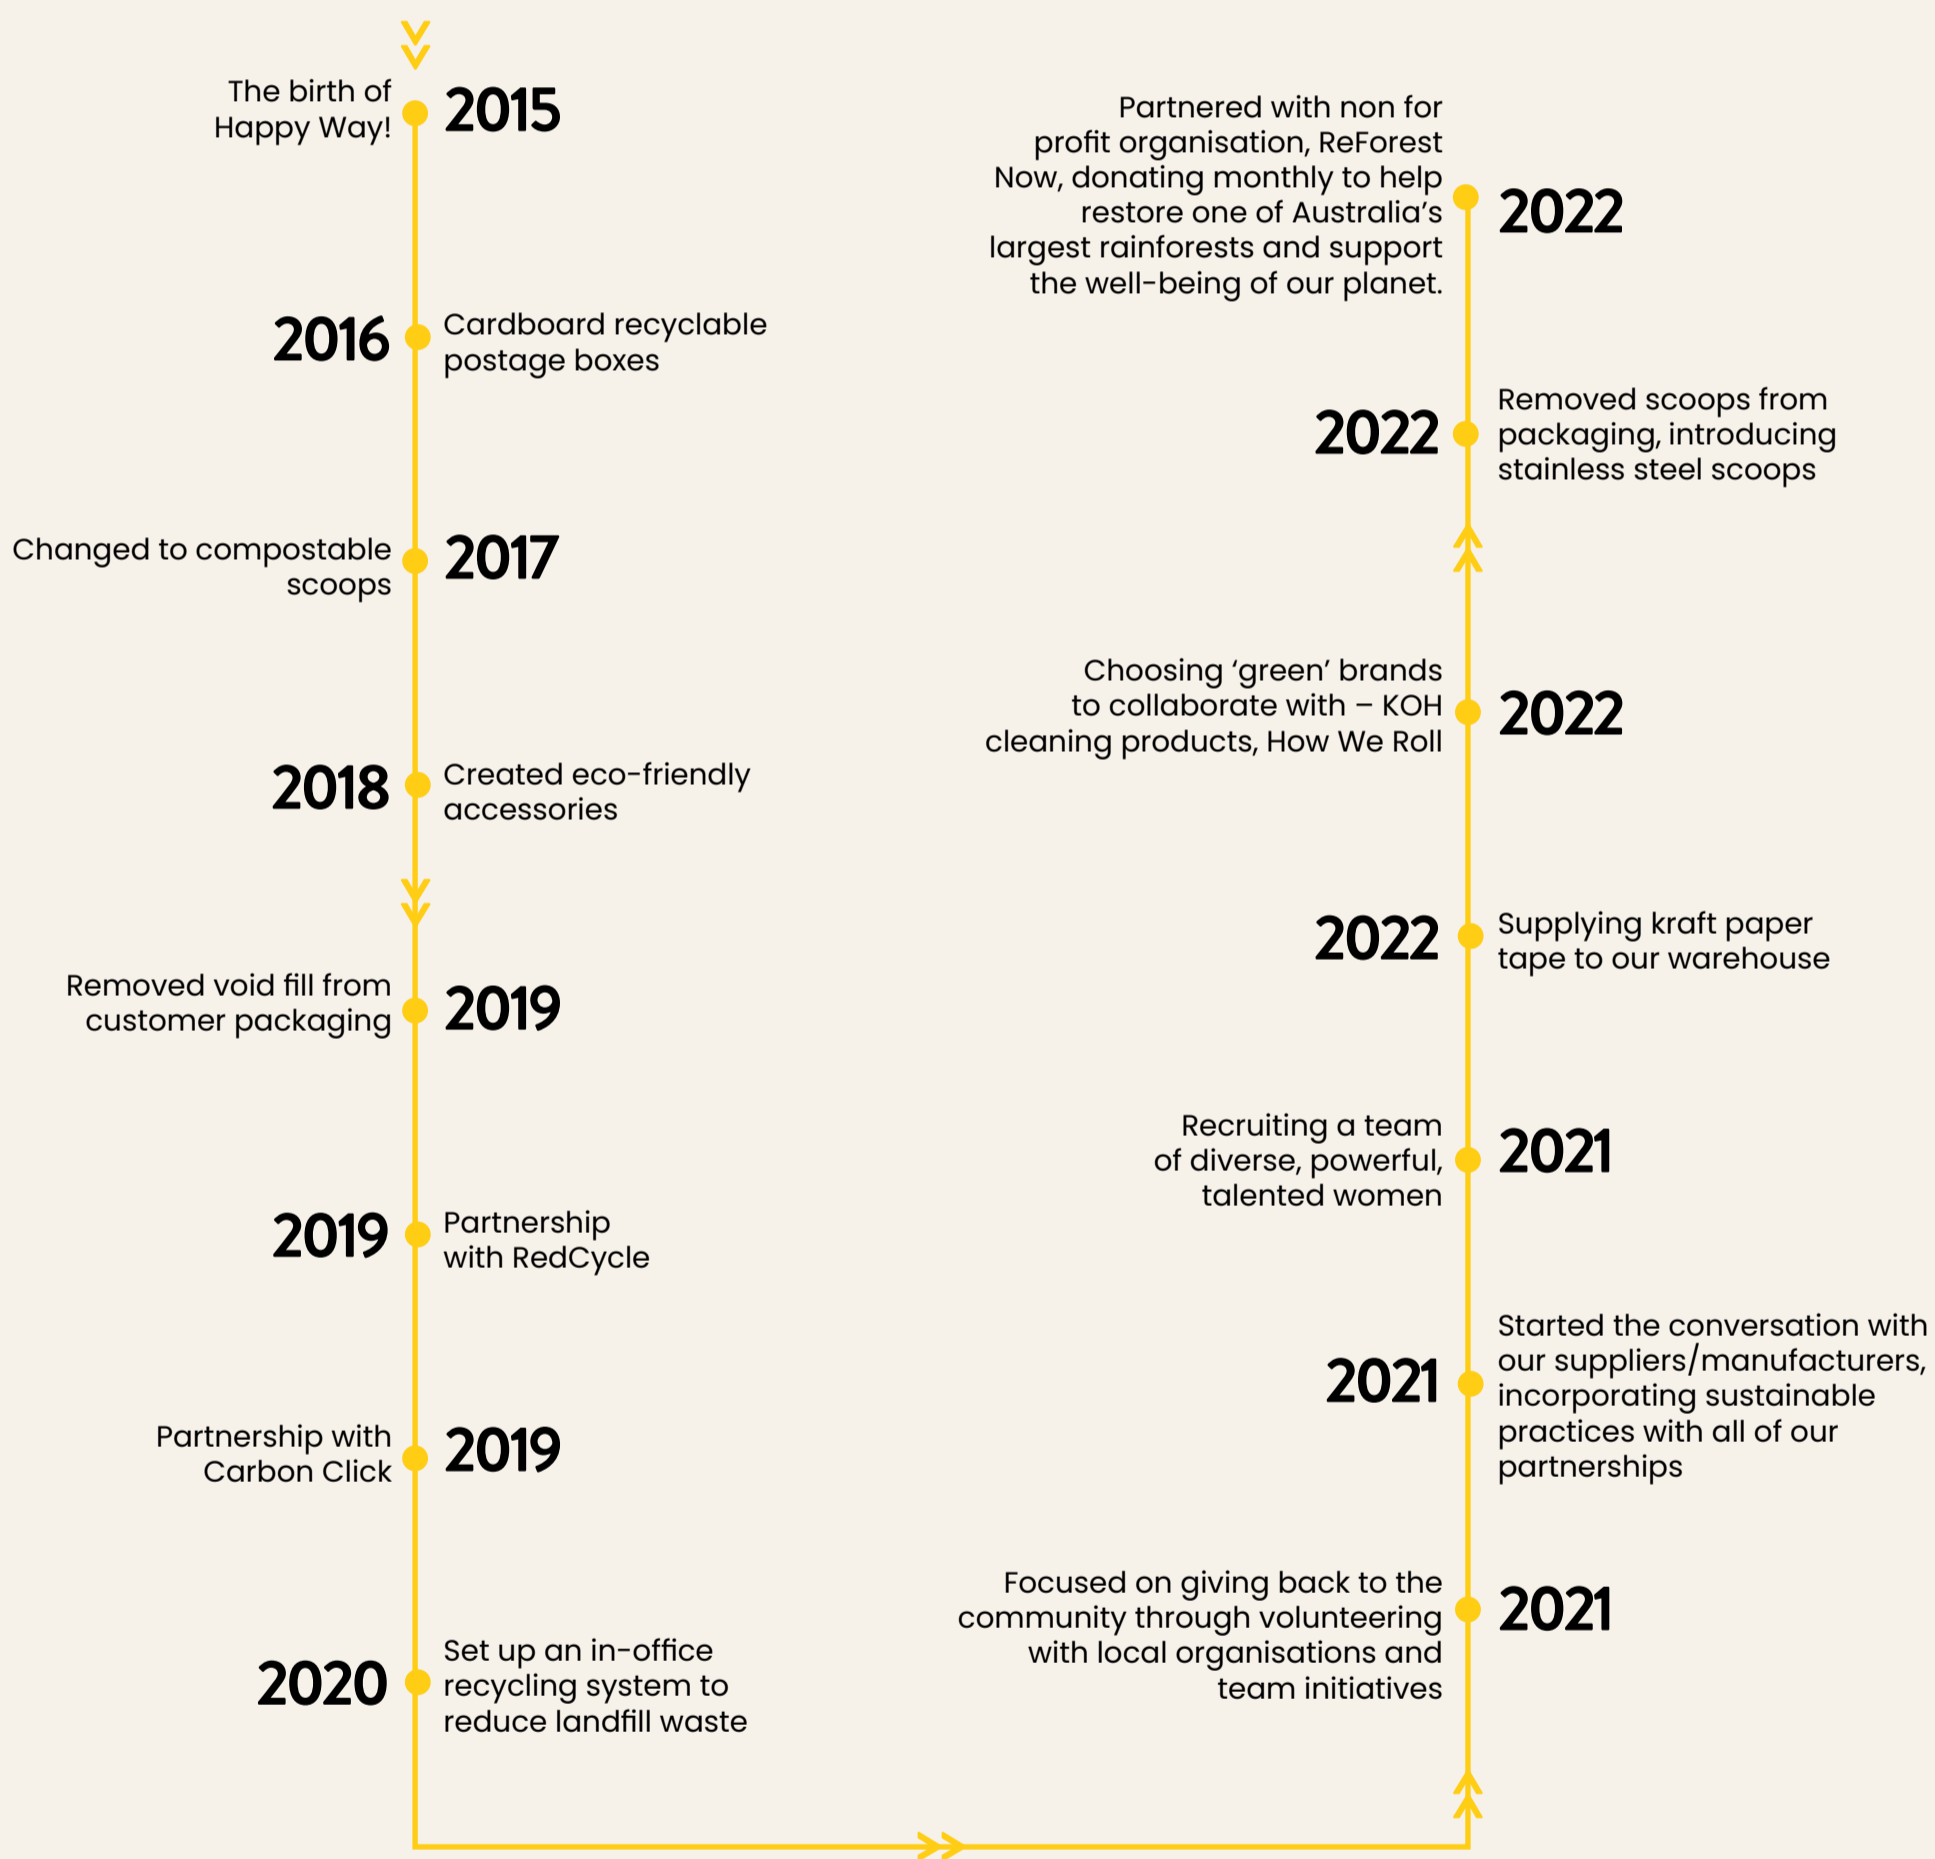 The birth of
Happy Way!
2015
2016
Cardboard recyclable
postage boxes
Changed to compostable
scoops
2017
2018
Created eco-friendly
accessories
Removed void fill from
customer packaging
2019
2019
Partnership
with RedCycle
Partnership with
Carbon Click
2019
2020
Set up an in-office
recycling system to
reduce landfill waste
Focused on giving back to the
community through volunteering
with local organisations and
team initiatives
2021
2021
Started the conversation with
our suppliers/manufacturers,
incorporating sustainable
practices with all of our
partnerships
Recruiting a team
of diverse, powerful,
talented women
2021
2022
Supplying kraft paper
tape to our warehouse
Choosing ‘green’ brands
to collaborate with – KOH
cleaning products, How We Roll
2022
2022
Removed scoops from
packaging, introducing
stainless steel scoops
Partnered with non for
profit organisation, ReForest
Now, donating monthly to help
restore one of Australia’s
largest rainforests and support
the well-being of our planet.
2022